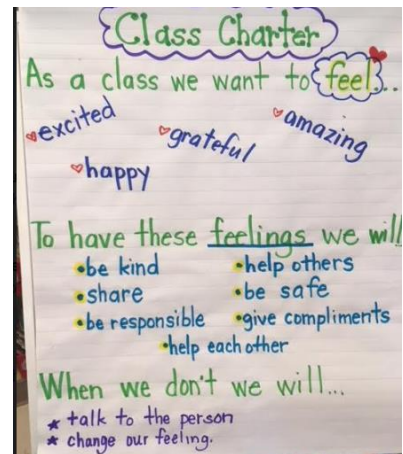 Class Charter
As a class we want to feel...
excited grateful amazing
happy
To have these feelings we will
•be kind •help others
•share •be safe
•be responsible •give compliments
•help each other
When we don't we will...
★ talk to the person
★ change our feeling.